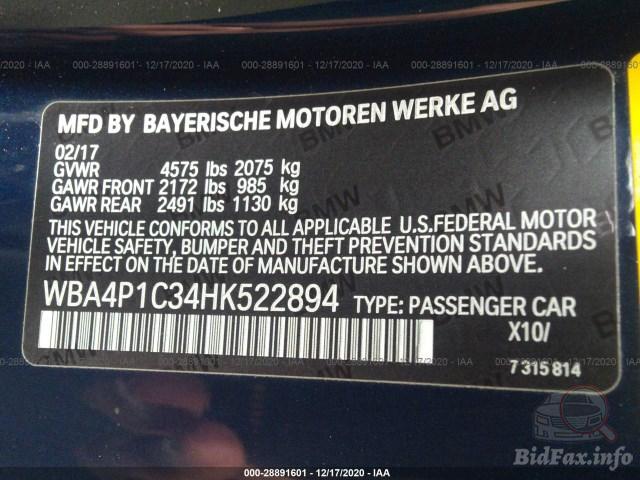 000-28891601 - 12/17/2020 - IAA
MFD BY BAYERISCHE MOTOREN WERKE AG
02/17
GVWR 4575 lbs 2075 kg
GAWR FRONT 2172 lbs 985 kg
GAWR REAR 2491 lbs 1130 kg
THIS VEHICLE CONFORMS TO ALL APPLICABLE U.S.FEDERAL MOTOR
VEHICLE SAFETY, BUMPER AND THEFT PREVENTION STANDARDS
IN EFFECT ON THE DATE OF MANUFACTURE SHOWN ABOVE.
WBA4P1C34HK522894 TYPE: PASSENGER CAR
X10/
7315814
BMW
BidFax.info
000-28891601 - 12/17/2020 - IAA